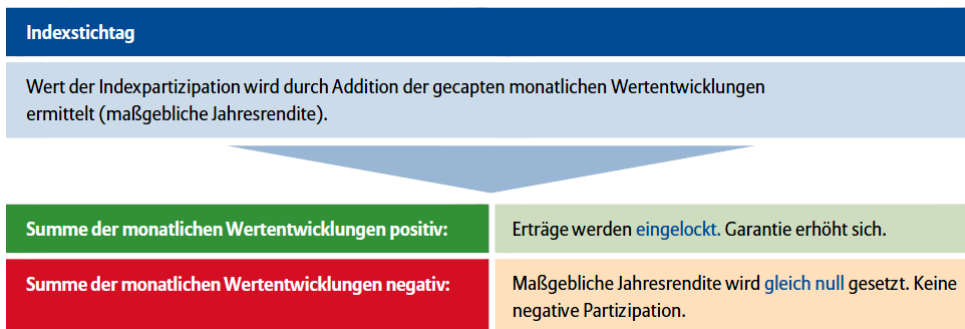 Indexstichtag
Wert der Indexpartizipation wird durch Addition der gecapten monatlichen Wertentwicklungen
ermittelt (maßgebliche Jahresrendite).
Summe der monatlichen Wertentwicklungen positiv:
Erträge werden eingelockt. Garantie erhöht sich.
Summe der monatlichen Wertentwicklungen negativ:
Maßgebliche Jahresrendite wird gleich null gesetzt. Keine
negative Partizipation.